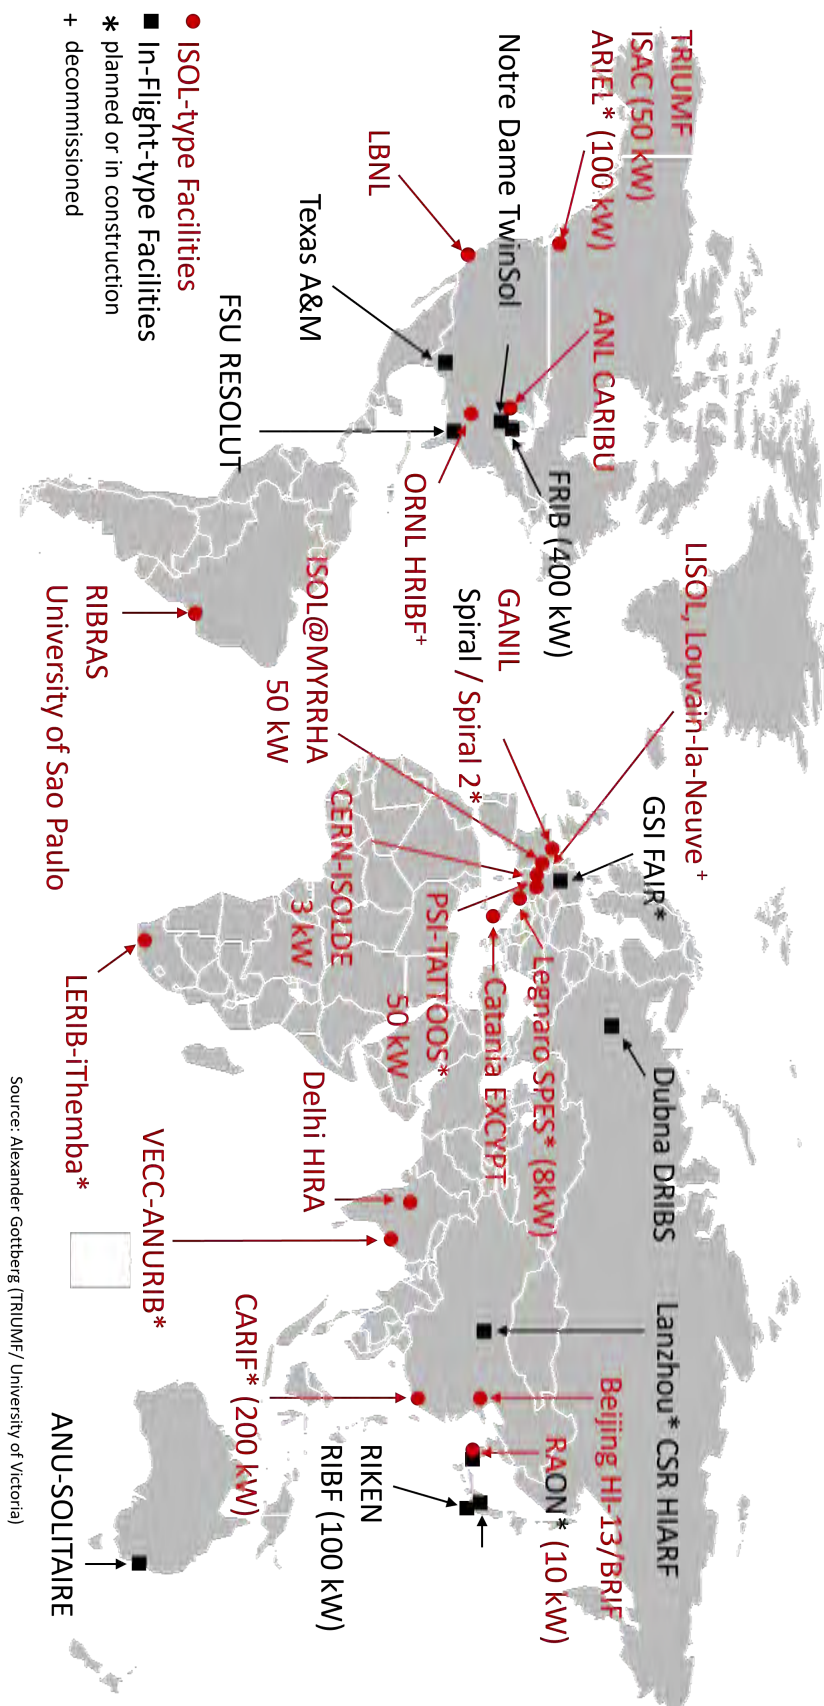 TRIUMF
ISAC (50 kW)
ARIEL* (100 kW)
Notre Dame TwinSol
LBNL
Texas A&M
FSU RESOLUT
ANL CARIBU
FRIB (400 kW)
ORNL HRIBF+
LISOL, Louvain-la-Neuve+
GANIL
Spiral / Spiral 2*
ISOL@MYRRHA
50 kW
GSI FAIR*
CERN-ISOLDE
3 kW
PSI-TATTOOS*
50 kW
Legnaro SPES* (8kW)
Catania EXCYPT
Dubna DRIBS
Lanzhou* CSR HIARF
Beijing HI-13/BRIF
RAON* (10 kW)
RIKEN
RIBF (100 kW)
CARIF* (200 kW)
Delhi HIRA
VECC-ANURIB*
LERIB-iThemba*
RIBRAS
University of Sao Paulo
ANU-SOLITAIRE
ISOL-type Facilities
In-Flight-type Facilities
* planned or in construction
+ decommissioned
Source: Alexander Gottberg (TRIUMF/ University of Victoria)